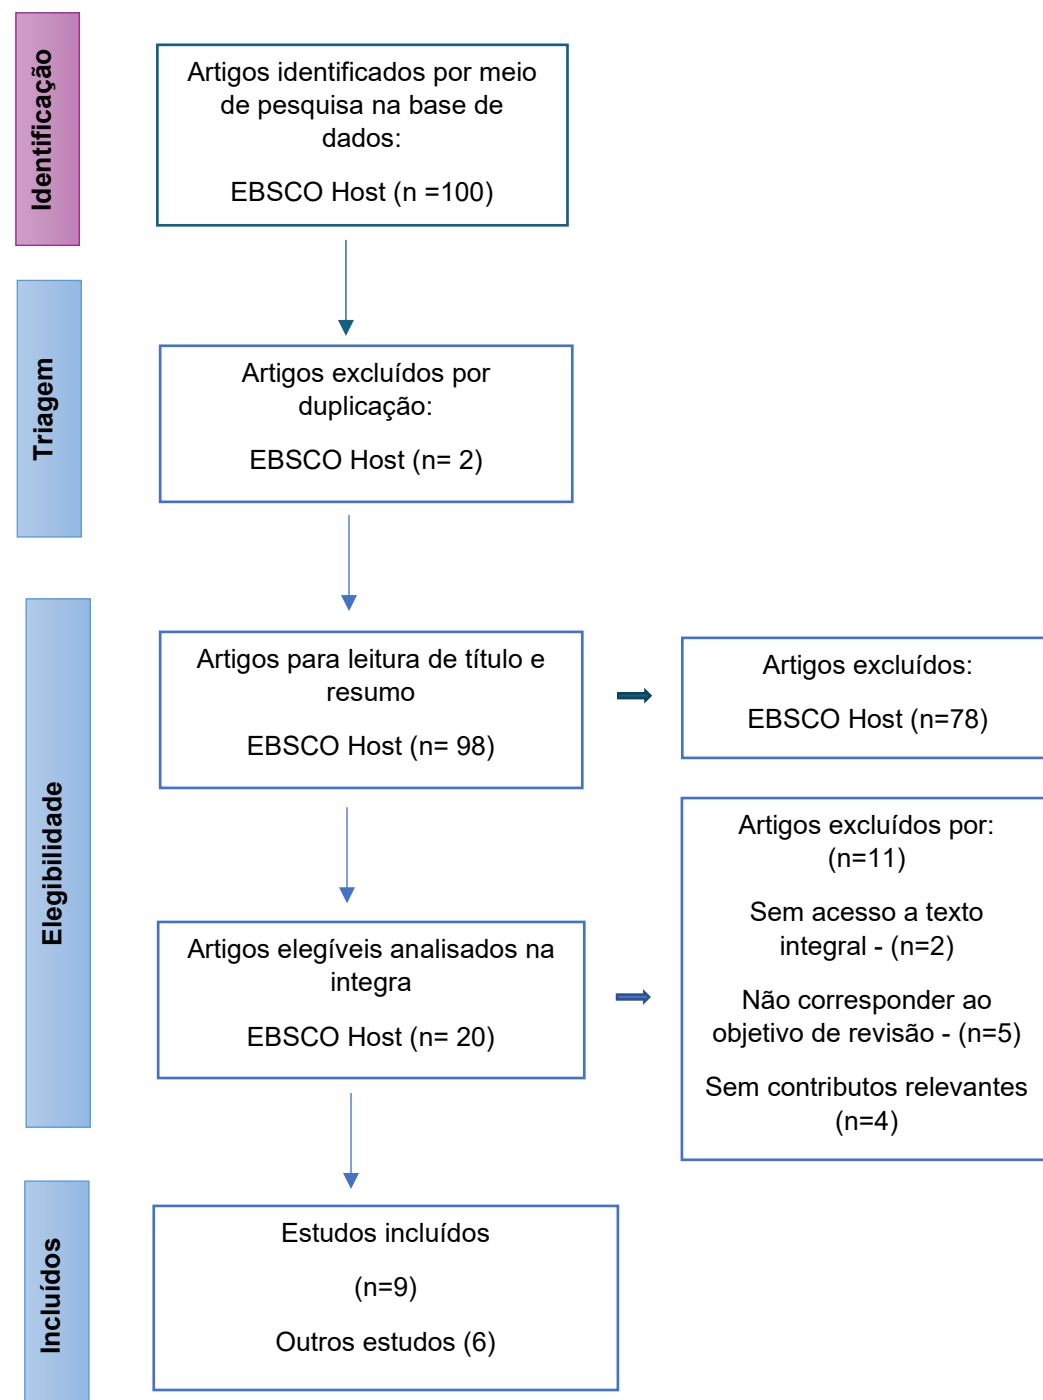 Identificação
Artigos identificados por meio
de pesquisa na base de
dados:
EBSCO Host (n =100)
Triagem
Artigos excluídos por
duplicação:
EBSCO Host (n= 2)
Elegibilidade
Artigos para leitura de título e
resumo
EBSCO Host (n= 98)
Artigos excluídos:
EBSCO Host (n=78)
Artigos elegíveis analisados na
integra
EBSCO Host (n= 20)
Artigos excluídos por:
(n=11)
Sem acesso a texto
integral - (n=2)
Não corresponder ao
objetivo de revisão - (n=5)
Sem contributos relevantes
(n=4)
Incluídos
Estudos incluídos
(n=9)
Outros estudos (6)